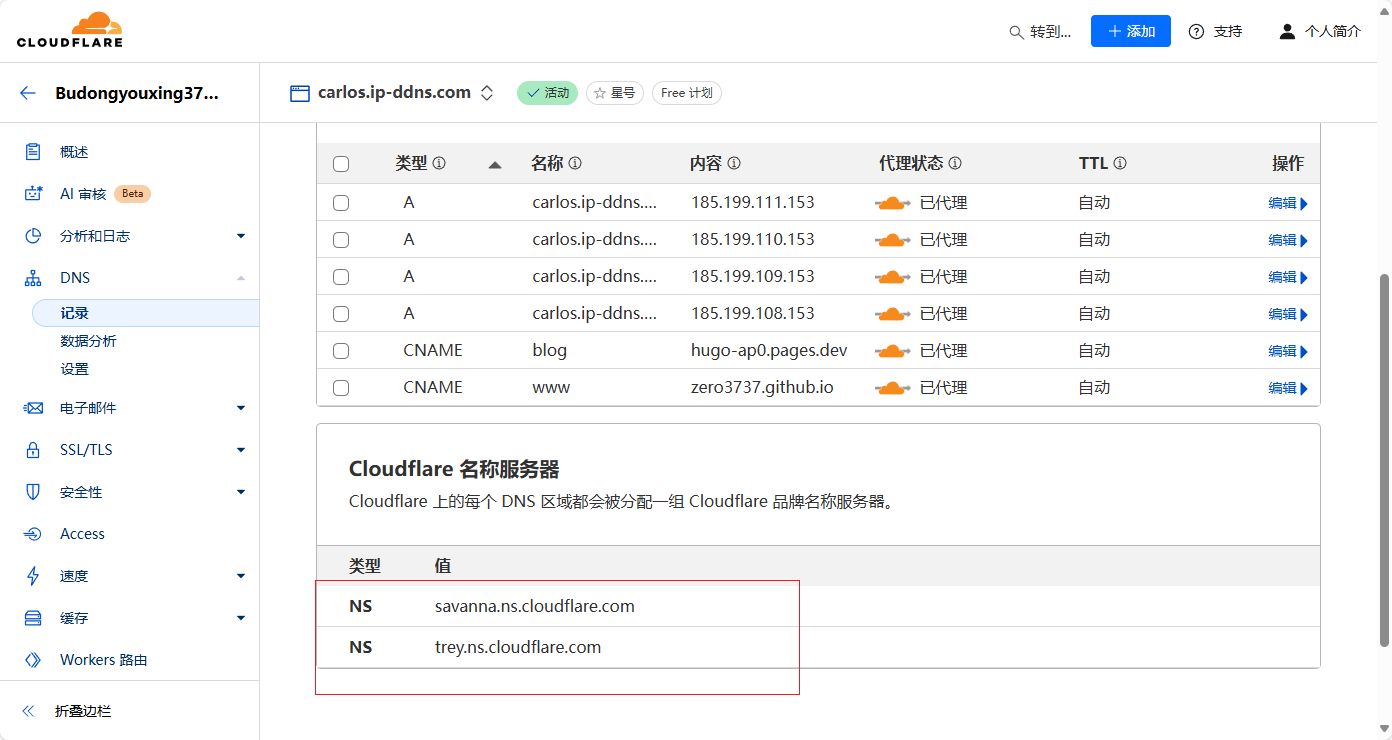 CLOUDFLARE
转到...
添加
支持
个人简介
Budongyouxing37...
carlos.ip-ddns.com
活动
星号
Free 计划
概述
AI 审核 Beta
分析和日志
DNS
记录
数据分析
设置
电子邮件
SSL/TLS
安全性
Access
速度
缓存
Workers 路由
折叠边栏
类型 名称 内容 代理状态 TTL 操作
A carlos.ip-ddns.... 185.199.111.153 已代理 自动 编辑
A carlos.ip-ddns.... 185.199.110.153 已代理 自动 编辑
A carlos.ip-ddns.... 185.199.109.153 已代理 自动 编辑
A carlos.ip-ddns.... 185.199.108.153 已代理 自动 编辑
CNAME blog hugo-ap0.pages.dev 已代理 自动 编辑
CNAME www zero3737.github.io 已代理 自动 编辑
Cloudflare 名称服务器
Cloudflare 上的每个 DNS 区域都会被分配一组 Cloudflare 品牌名称服务器。
类型 值
NS savanna.ns.cloudflare.com
NS trey.ns.cloudflare.com